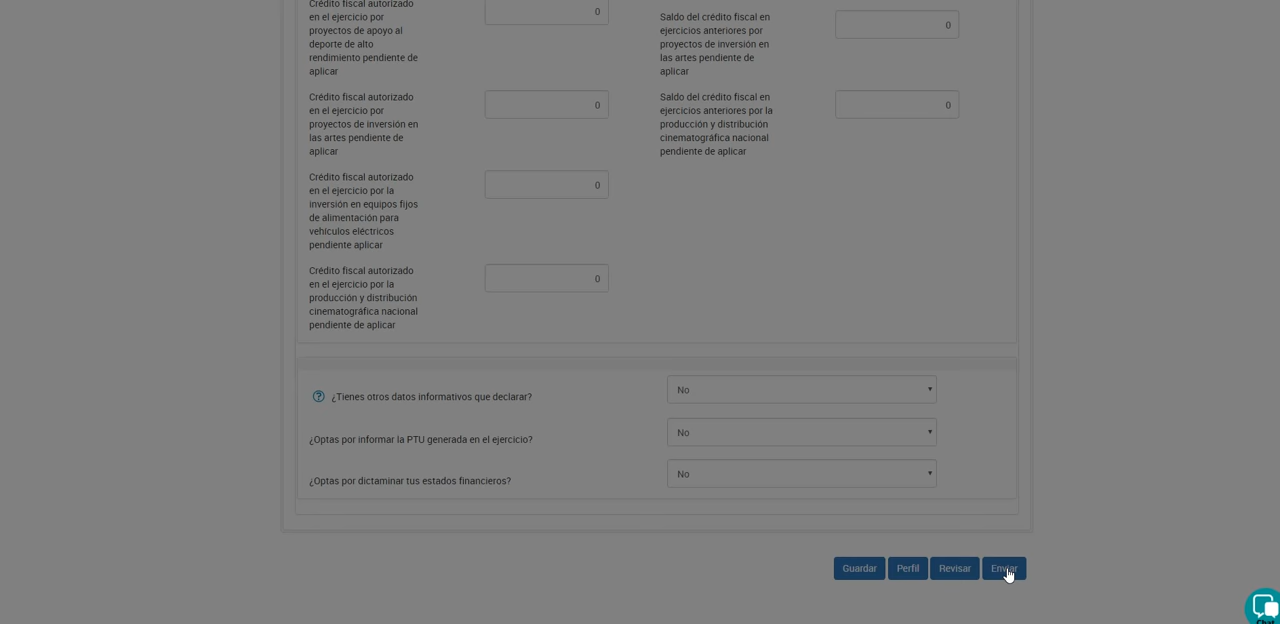 Crédito fiscal autorizado
en el ejercicio por
proyectos de apoyo al
deporte de alto
rendimiento pendiente de
aplicar
0
Saldo del crédito fiscal en
ejercicios anteriores por
proyectos de inversión en
las artes pendiente de
aplicar
0
Crédito fiscal autorizado
en el ejercicio por
proyectos de inversión en
las artes pendiente de
aplicar
0
Saldo del crédito fiscal en
ejercicios anteriores por la
producción y distribución
cinematográfica nacional
pendiente de aplicar
0
Crédito fiscal autorizado
en el ejercicio por la
inversión en equipos fijos
de alimentación para
vehículos eléctricos
pendiente aplicar
0
Crédito fiscal autorizado
en el ejercicio por la
producción y distribución
cinematográfica nacional
pendiente de aplicar
0
¿Tienes otros datos informativos que declarar?
No
¿Optas por informar la PTU generada en el ejercicio?
No
¿Optas por dictaminar tus estados financieros?
No
Guardar Perfil Revisar Enviar
Chat